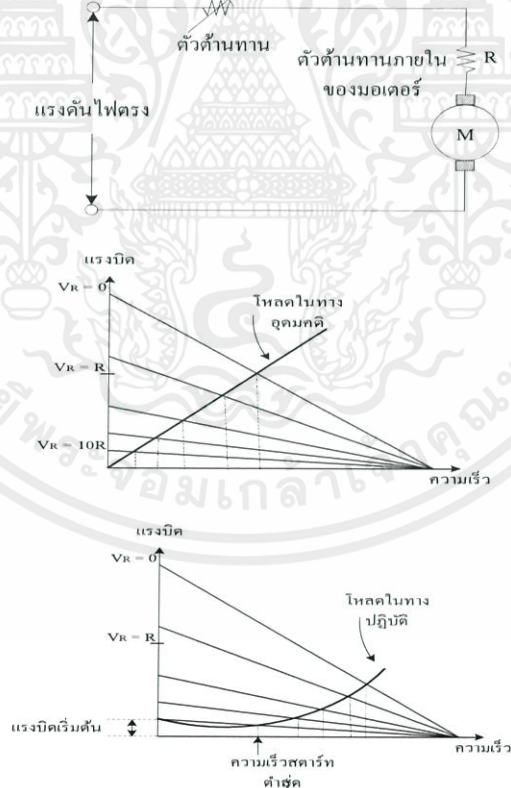 ตัวต้านทาน
ตัวต้านทานภายใน
ของมอเตอร์
R
แรงดันไฟตรง
M
แรงบิด
VR = 0
โหลดในทาง
อุดมคติ
VR = R
VR = 10R
ความเร็ว
แรงบิด
VR = 0
โหลดในทาง
ปฏิบัติ
VR = R
แรงบิดเริ่มต้น
ความเร็ว
ความเร็วสตาร์ท